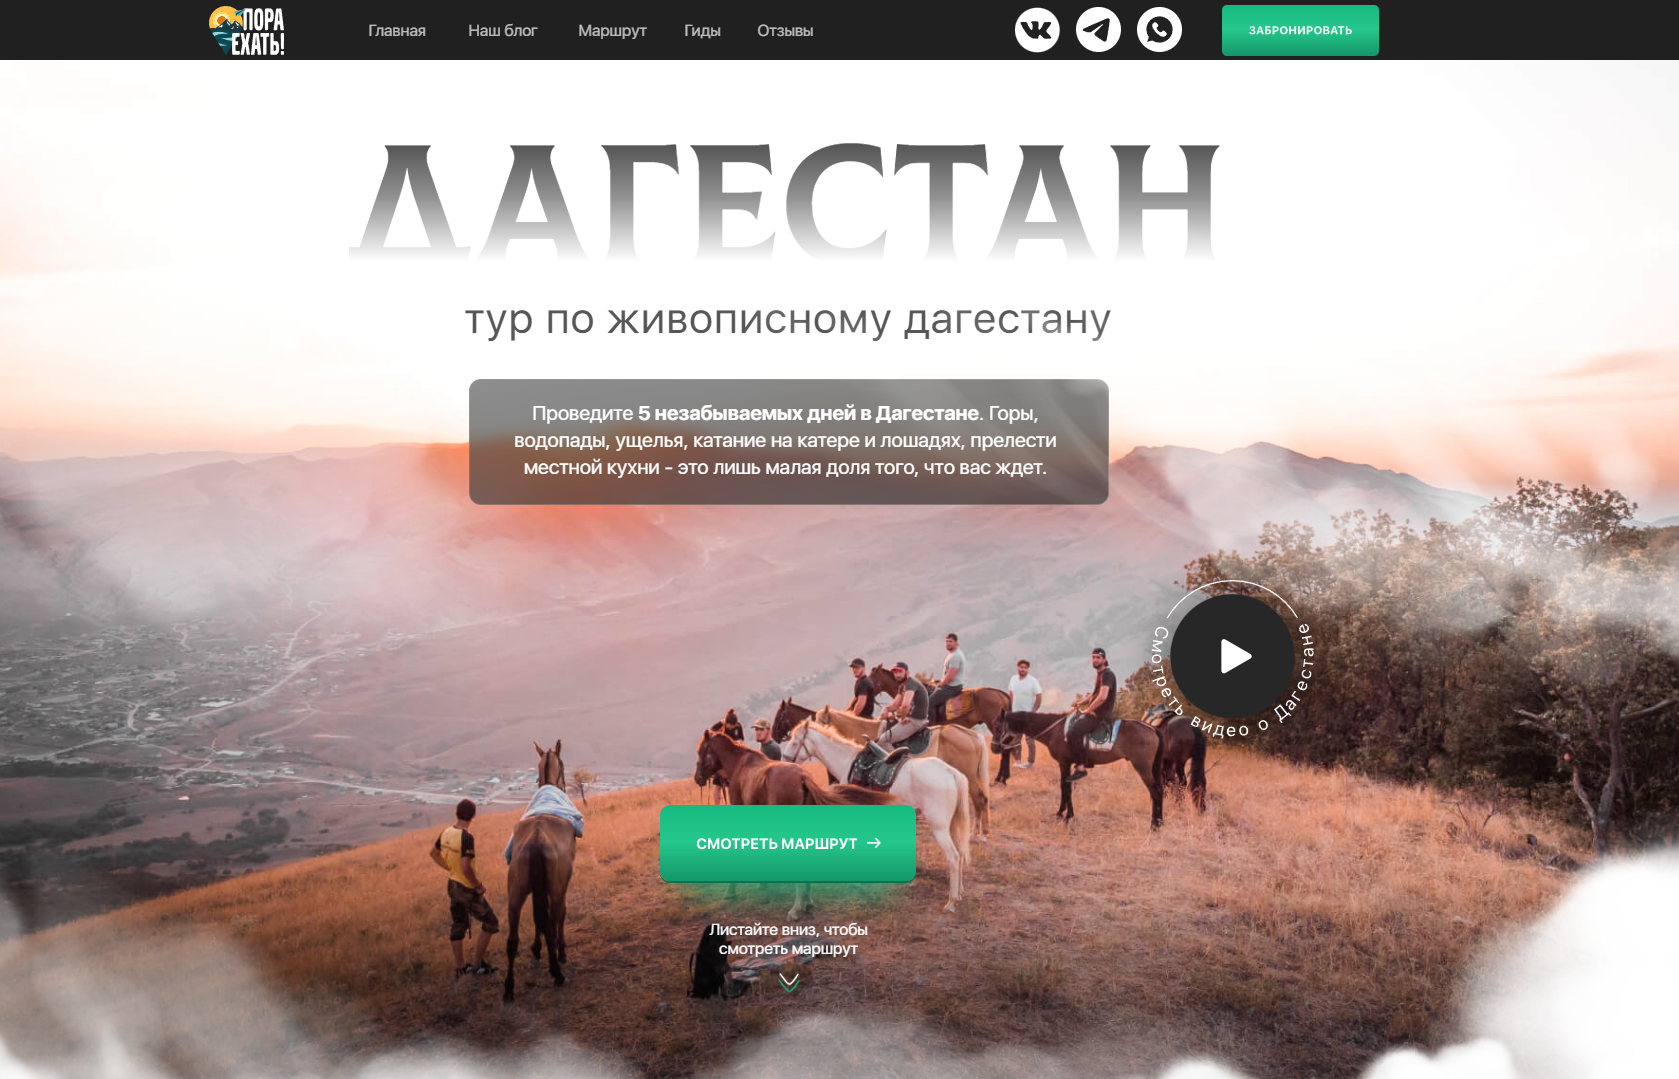 ПОРА
ЕХАТЬ!
Главная
Наш блог
Маршрут
Гиды
Отзывы
ЗАБРОНИРОВАТЬ
ДАГЕСТАН
тур по живописному дагестану
Проведите 5 незабываемых дней в Дагестане. Горы,
водопады, ущелья, катание на катере и лошадях, прелести
местной кухни - это лишь малая доля того, что вас ждет.
Смотреть видео о Дагестане
СМОТРЕТЬ МАРШРУТ →
Листайте вниз, чтобы
смотреть маршрут